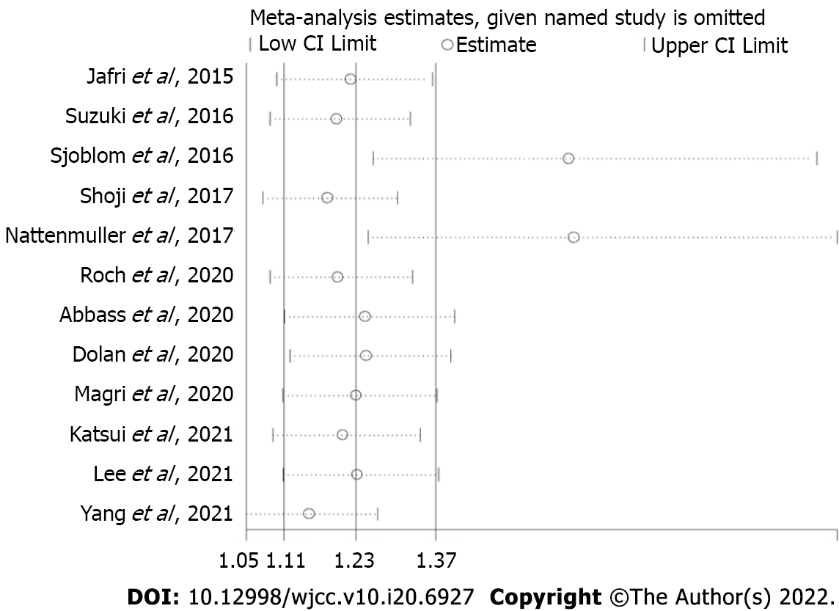 Meta-analysis estimates, given named study is omitted
Low CI Limit Estimate Upper CI Limit
Jafri et al, 2015
Suzuki et al, 2016
Sjoblom et al, 2016
Shoji et al, 2017
Nattenmuller et al, 2017
Roch et al, 2020
Abbass et al, 2020
Dolan et al, 2020
Magri et al, 2020
Katsui et al, 2021
Lee et al, 2021
Yang et al, 2021
1.05 1.11 1.23 1.37
DOI: 10.12998/wjcc.v10.i20.6927 Copyright ©The Author(s) 2022.